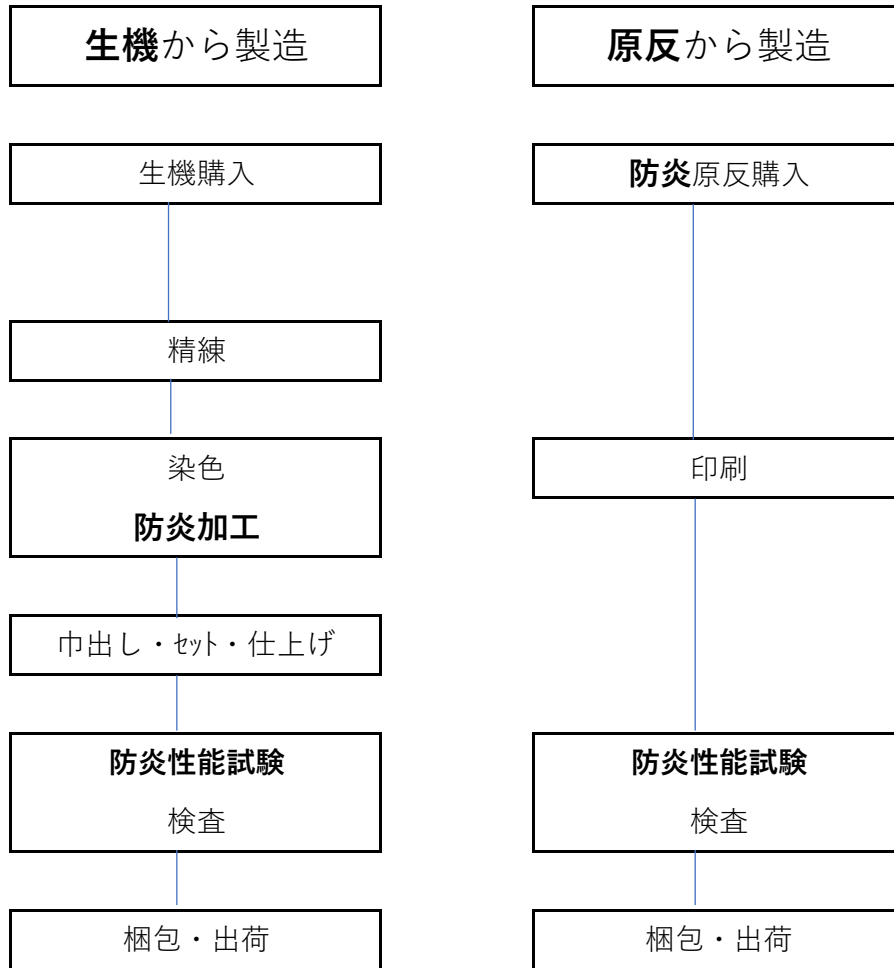 生機から製造
生機購入
精練
染色
防炎加工
巾出し・ｾｯﾄ・仕上げ
防炎性能試験
検査
梱包・出荷
原反から製造
防炎原反購入
印刷
防炎性能試験
検査
梱包・出荷